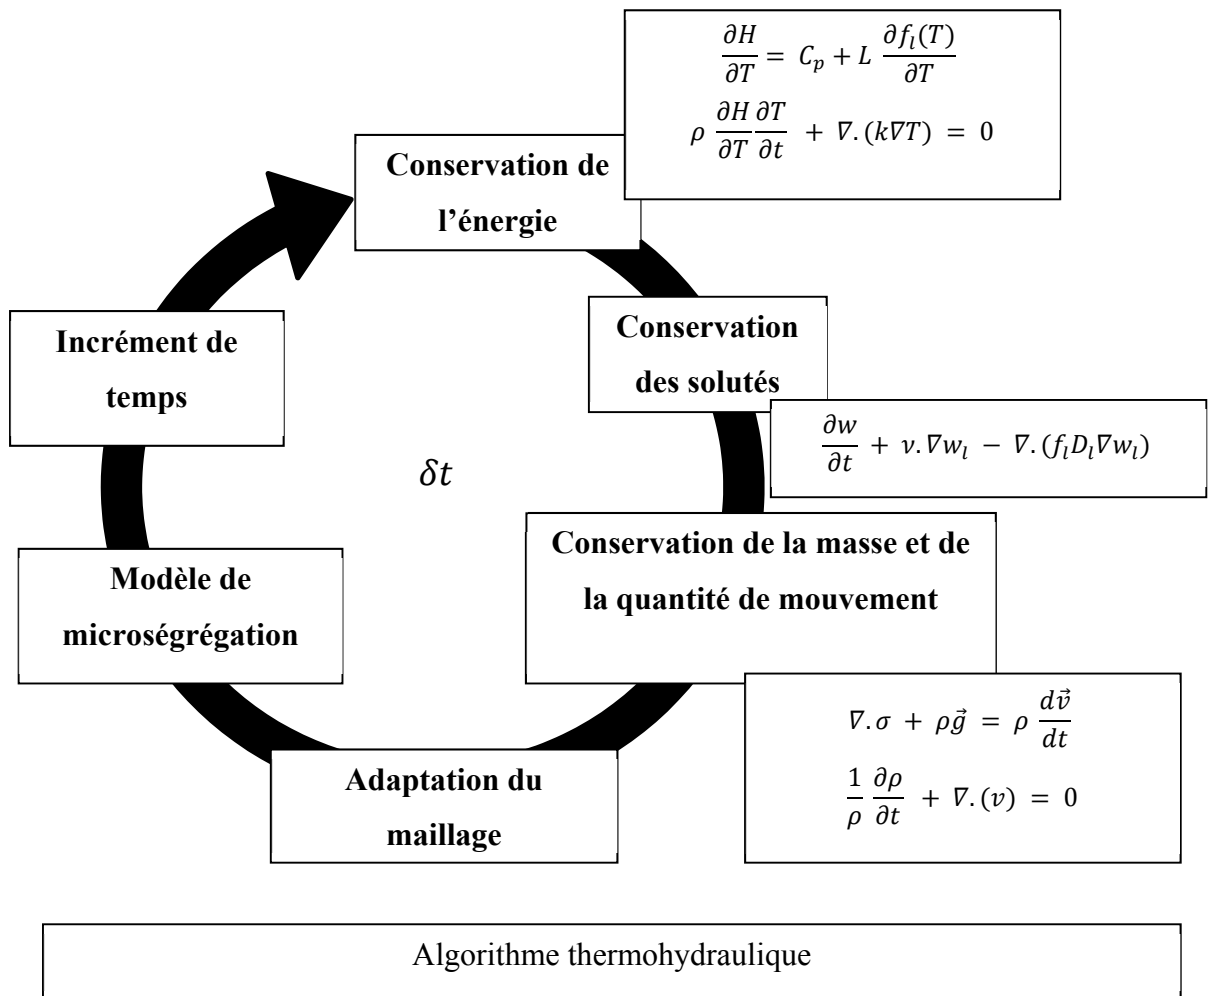 ∂H/∂T = C_p + L ∂f_l(T)/∂T
ρ ∂H/∂T ∂T/∂t + ∇.(k∇T) = 0
Conservation de
l’énergie
Conservation
des solutés
∂w/∂t + v.∇w_l − ∇.(f_l D_l ∇w_l)
Incrément de
temps
δt
Conservation de la masse et de
la quantité de mouvement
∇.σ + ρg⃗ = ρ dv⃗/dt
1/ρ ∂ρ/∂t + ∇.(v) = 0
Modèle de
microségrégation
Adaptation du
maillage
Algorithme thermohydraulique